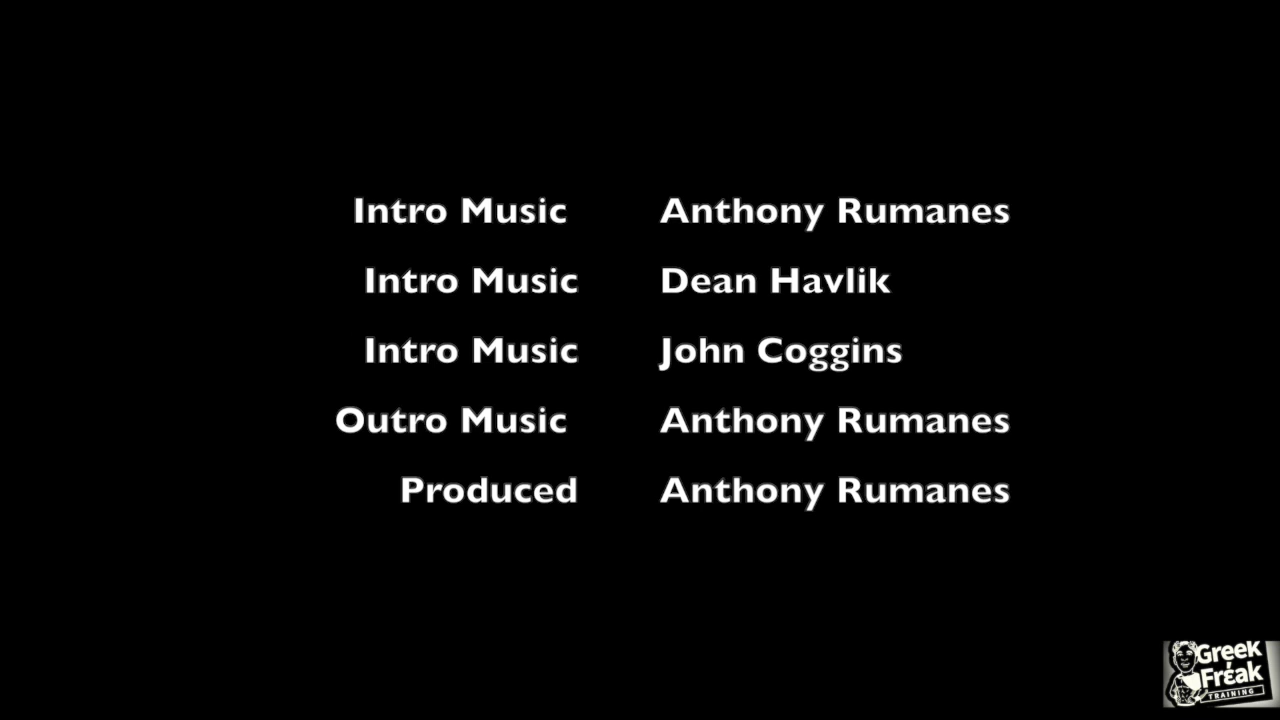 Intro Music Anthony Rumanes
Intro Music Dean Havlik
Intro Music John Coggins
Outro Music Anthony Rumanes
Produced Anthony Rumanes
Greek
Frέak
TRAINING